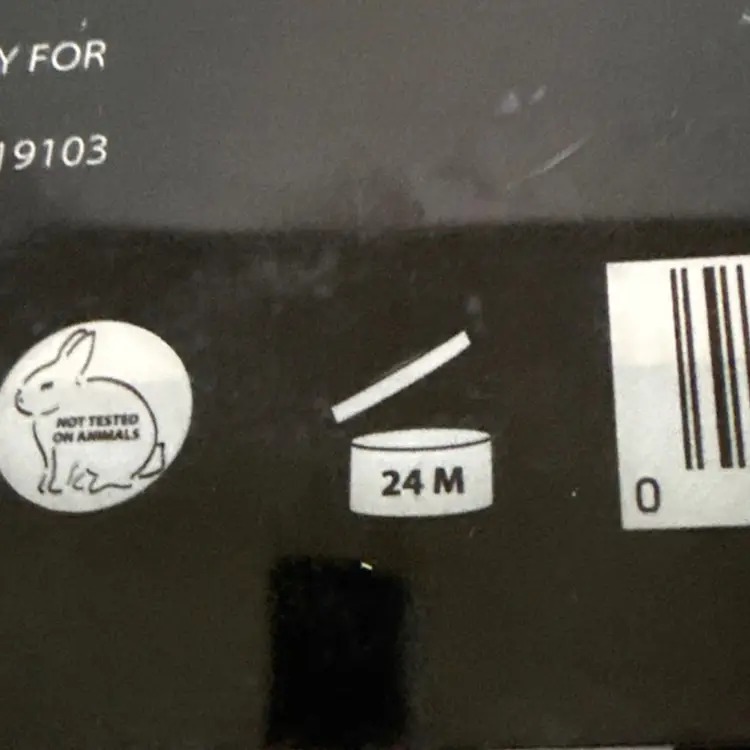 Y FOR
19103
NOT TESTED
ON ANIMALS
24 M
0